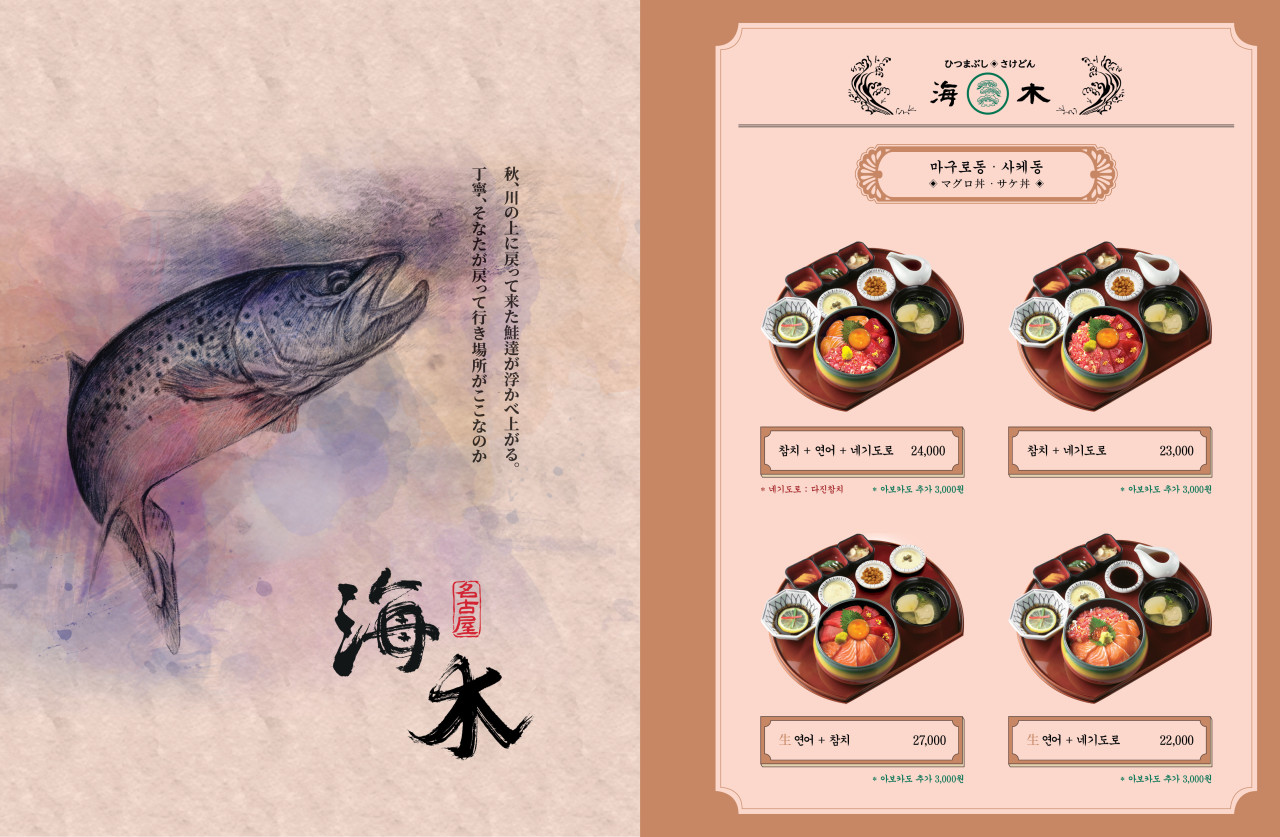 秋、川の上に戻って来た鮭達が浮かべ上がる。
丁寧、そなたが戻って行き場所がここなのか
名古屋
海木
ひつまぶし◈さけどん
海 木
마구로동 · 사케동
◈ マグロ丼 · サケ丼 ◈
참치 + 연어 + 네기도로 24,000
* 네기도로 : 다진참치 * 아보카도 추가 3,000원
참치 + 네기도로 23,000
* 아보카도 추가 3,000원
生 연어 + 참치 27,000
* 아보카도 추가 3,000원
生 연어 + 네기도로 22,000
* 아보카도 추가 3,000원